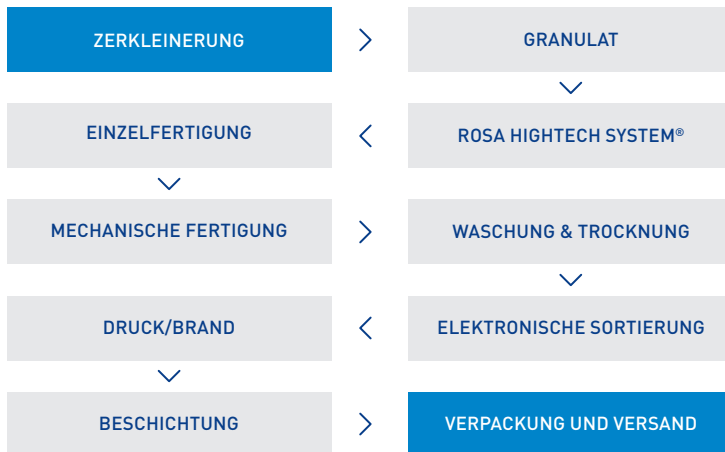 ZERKLEINERUNG
GRANULAT
ROSA HIGHTECH SYSTEM®
EINZELFERTIGUNG
MECHANISCHE FERTIGUNG
WASCHUNG & TROCKNUNG
ELEKTRONISCHE SORTIERUNG
DRUCK/BRAND
BESCHICHTUNG
VERPACKUNG UND VERSAND